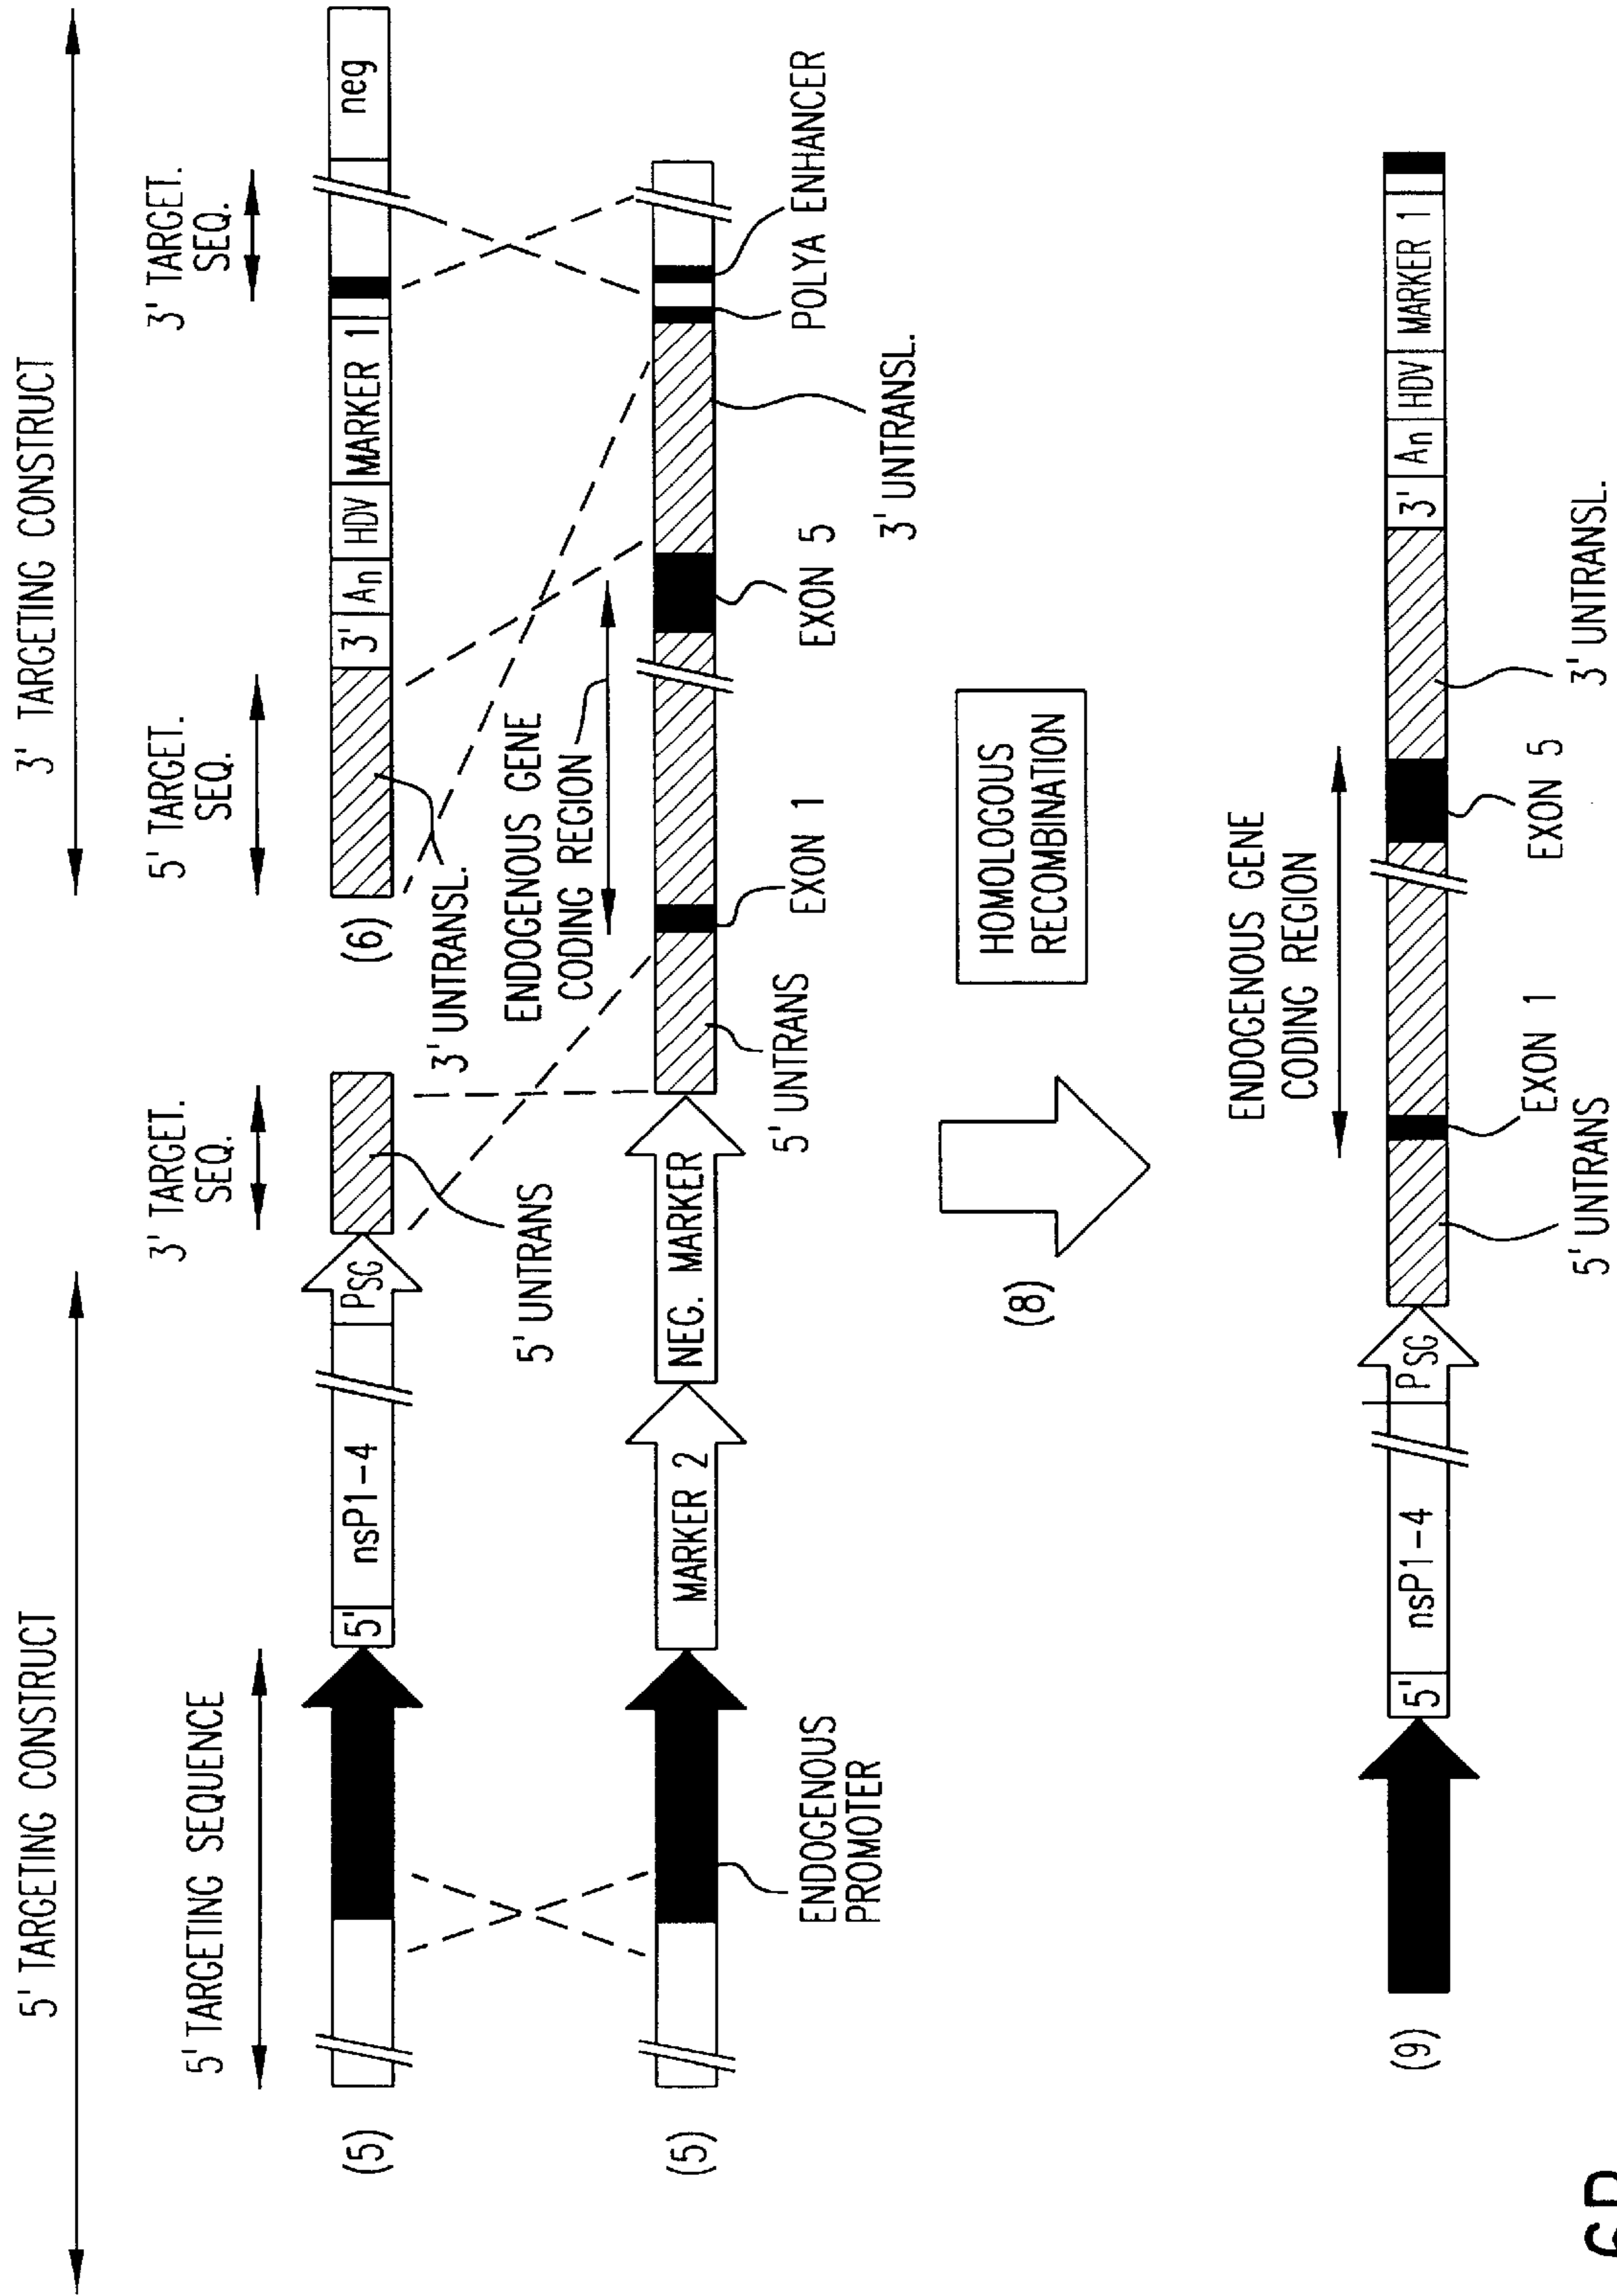 5' TARGETING CONSTRUCT
3' TARGETING CONSTRUCT
5' TARGETING SEQUENCE
3' TARGET.
SEQ.
5' TARGET.
SEQ.
3' TARGET.
SEQ.
(5)
5'
nsP1-4
PSG
(6)
3'
An
HDV
MARKER 1
neg
5' UNTRANS
3' UNTRANSL.
ENDOGENOUS GENE
CODING REGION
(5)
MARKER 2
NEG. MARKER
ENDOGENOUS
PROMOTER
5' UNTRANS
EXON 1
EXON 5
3' UNTRANSL.
POLYA ENHANCER
(8)
HOMOLOGOUS
RECOMBINATION
ENDOGENOUS GENE
CODING REGION
(9)
5'
nsP1-4
PSG
3'
An
HDV
MARKER 1
5' UNTRANS
EXON 1
EXON 5
3' UNTRANSL.